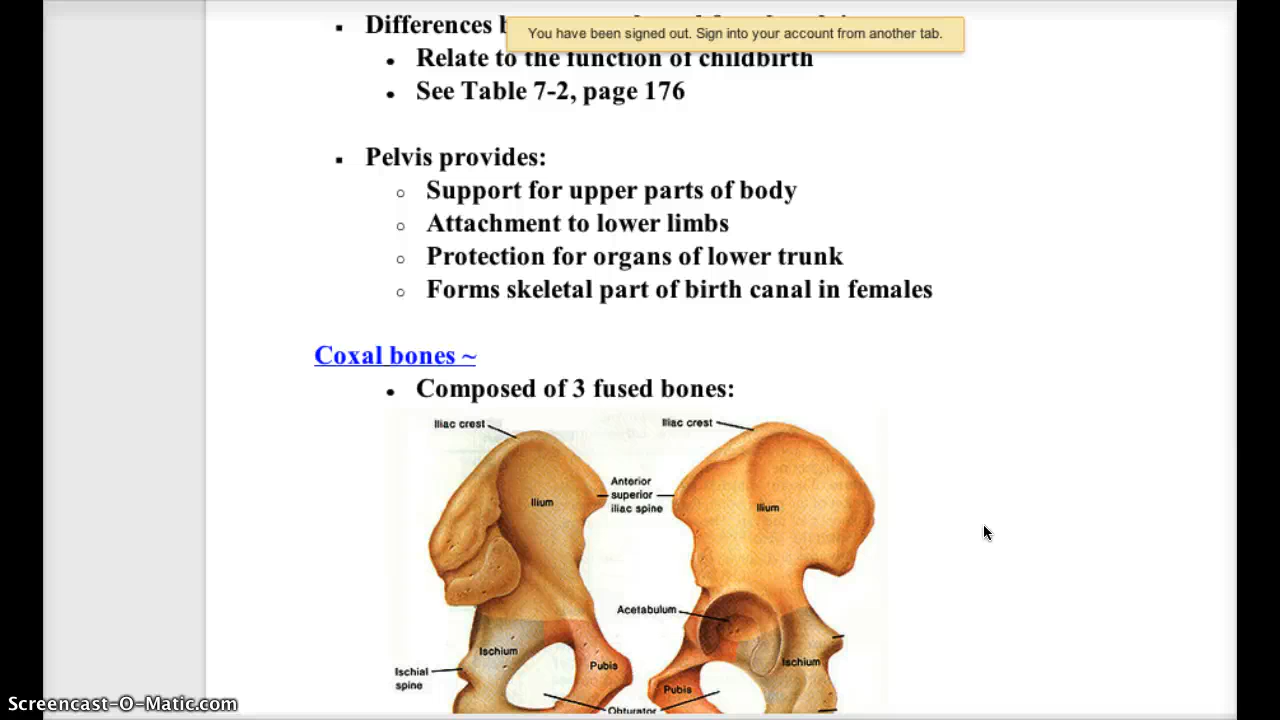 Differences
You have been signed out. Sign into your account from another tab.
Relate to the function of childbirth
See Table 7-2, page 176
Pelvis provides:
Support for upper parts of body
Attachment to lower limbs
Protection for organs of lower trunk
Forms skeletal part of birth canal in females
Coxal bones ~
Composed of 3 fused bones:
Iliac crest
Iliac crest
Anterior
superior
iliac spine
Ilium
Ilium
Acetabulum
Ischium
Pubis
Ischium
Ischial
spine
Pubis
Obturator
Screencast-O-Matic.com